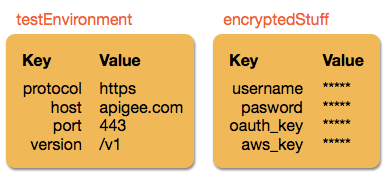 testEnvironment
Key Value
protocol https
host apigee.com
port 443
version /v1
encryptedStuff
Key Value
username *****
pasword *****
oauth_key *****
aws_key *****